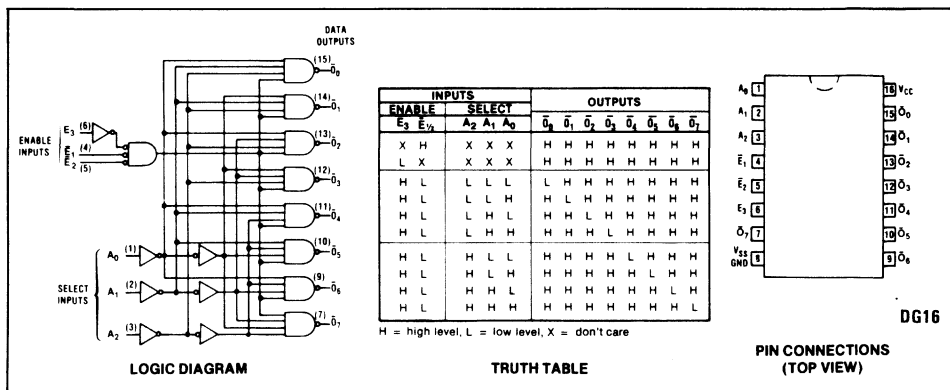 DATA
OUTPUTS
(15) Ō0
(14) Ō1
(13) Ō2
(12) Ō3
(11) Ō4
(10) Ō5
(9) Ō6
(7) Ō7
ENABLE
INPUTS
E3 (6)
Ē1 (4)
Ē2 (5)
SELECT
INPUTS
A0 (1)
A1 (2)
A2 (3)
LOGIC DIAGRAM
INPUTS OUTPUTS
ENABLE SELECT
E3 Ē1/2 A2 A1 A0 Ō0 Ō1 Ō2 Ō3 Ō4 Ō5 Ō6 Ō7
X H X X X H H H H H H H H
L X X X X H H H H H H H H
H L L L L L H H H H H H H
H L L L H H L H H H H H H
H L L H L H H L H H H H H
H L L H H H H H L H H H H
H L H L L H H H H L H H H
H L H L H H H H H H L H H
H L H H L H H H H H H L H
H L H H H H H H H H H H L
H = high level, L = low level, X = don't care
TRUTH TABLE
A0 1 16 VCC
A1 2 15 Ō0
A2 3 14 Ō1
Ē1 4 13 Ō2
Ē2 5 12 Ō3
E3 6 11 Ō4
Ō7 7 10 Ō5
VSS GND 8 9 Ō6
DG16
PIN CONNECTIONS
(TOP VIEW)